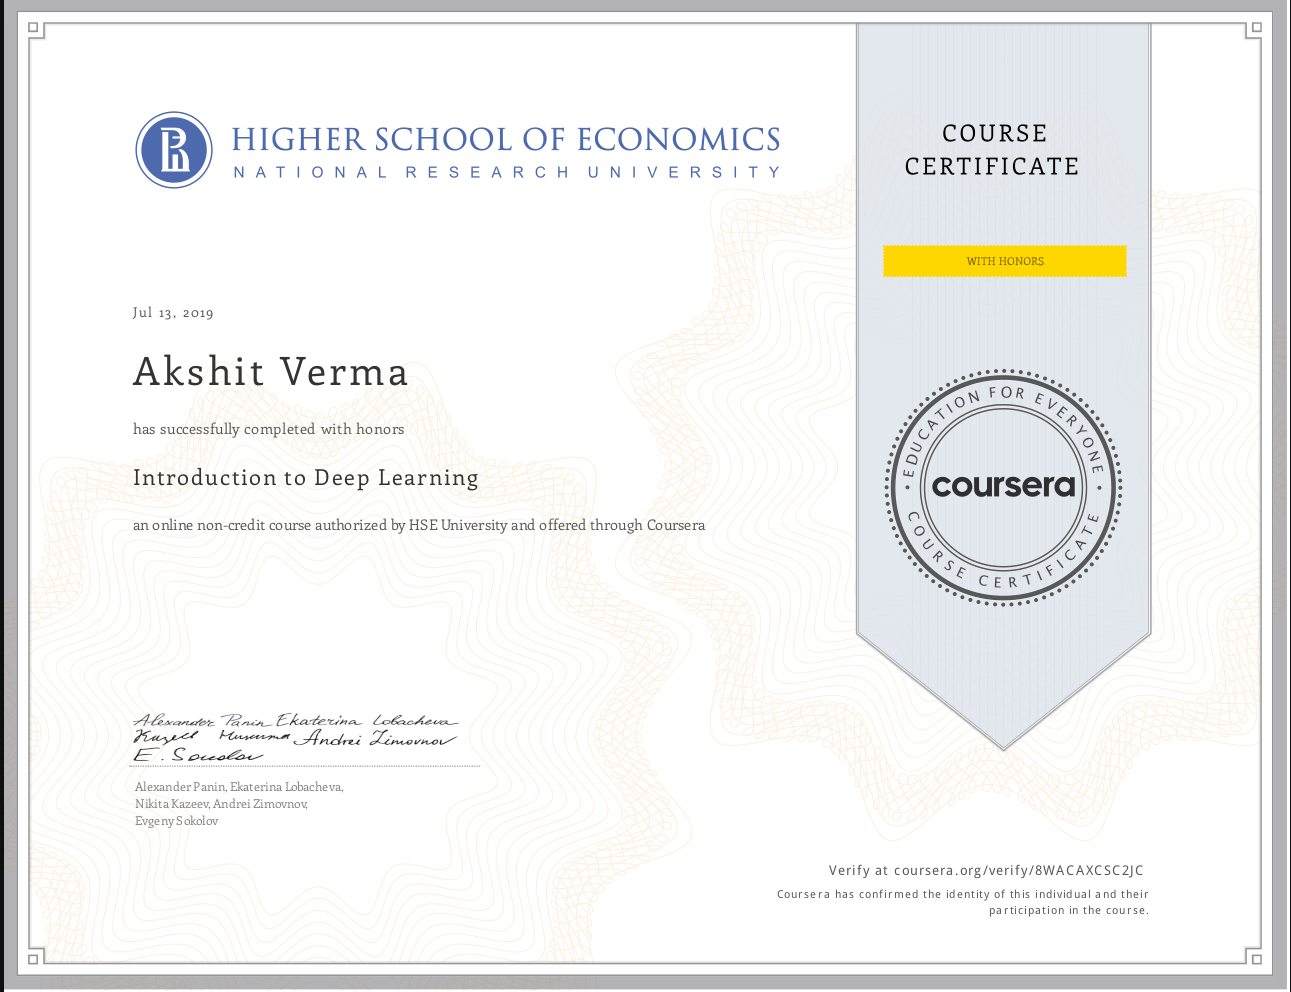 HIGHER SCHOOL OF ECONOMICS
NATIONAL RESEARCH UNIVERSITY
COURSE
CERTIFICATE
WITH HONORS
Jul 13, 2019
Akshit Verma
has successfully completed with honors
Introduction to Deep Learning
an online non-credit course authorized by HSE University and offered through Coursera
EDUCATION FOR EVERYONE
coursera
COURSE CERTIFICATE
Alexander Panin Ekaterina Lobacheva
Andrei Zimovnov
E. Sokolov
Alexander Panin, Ekaterina Lobacheva,
Nikita Kazeev, Andrei Zimovnov,
Evgeny Sokolov
Verify at coursera.org/verify/8WACAXCSC2JC
Coursera has confirmed the identity of this individual and their
participation in the course.